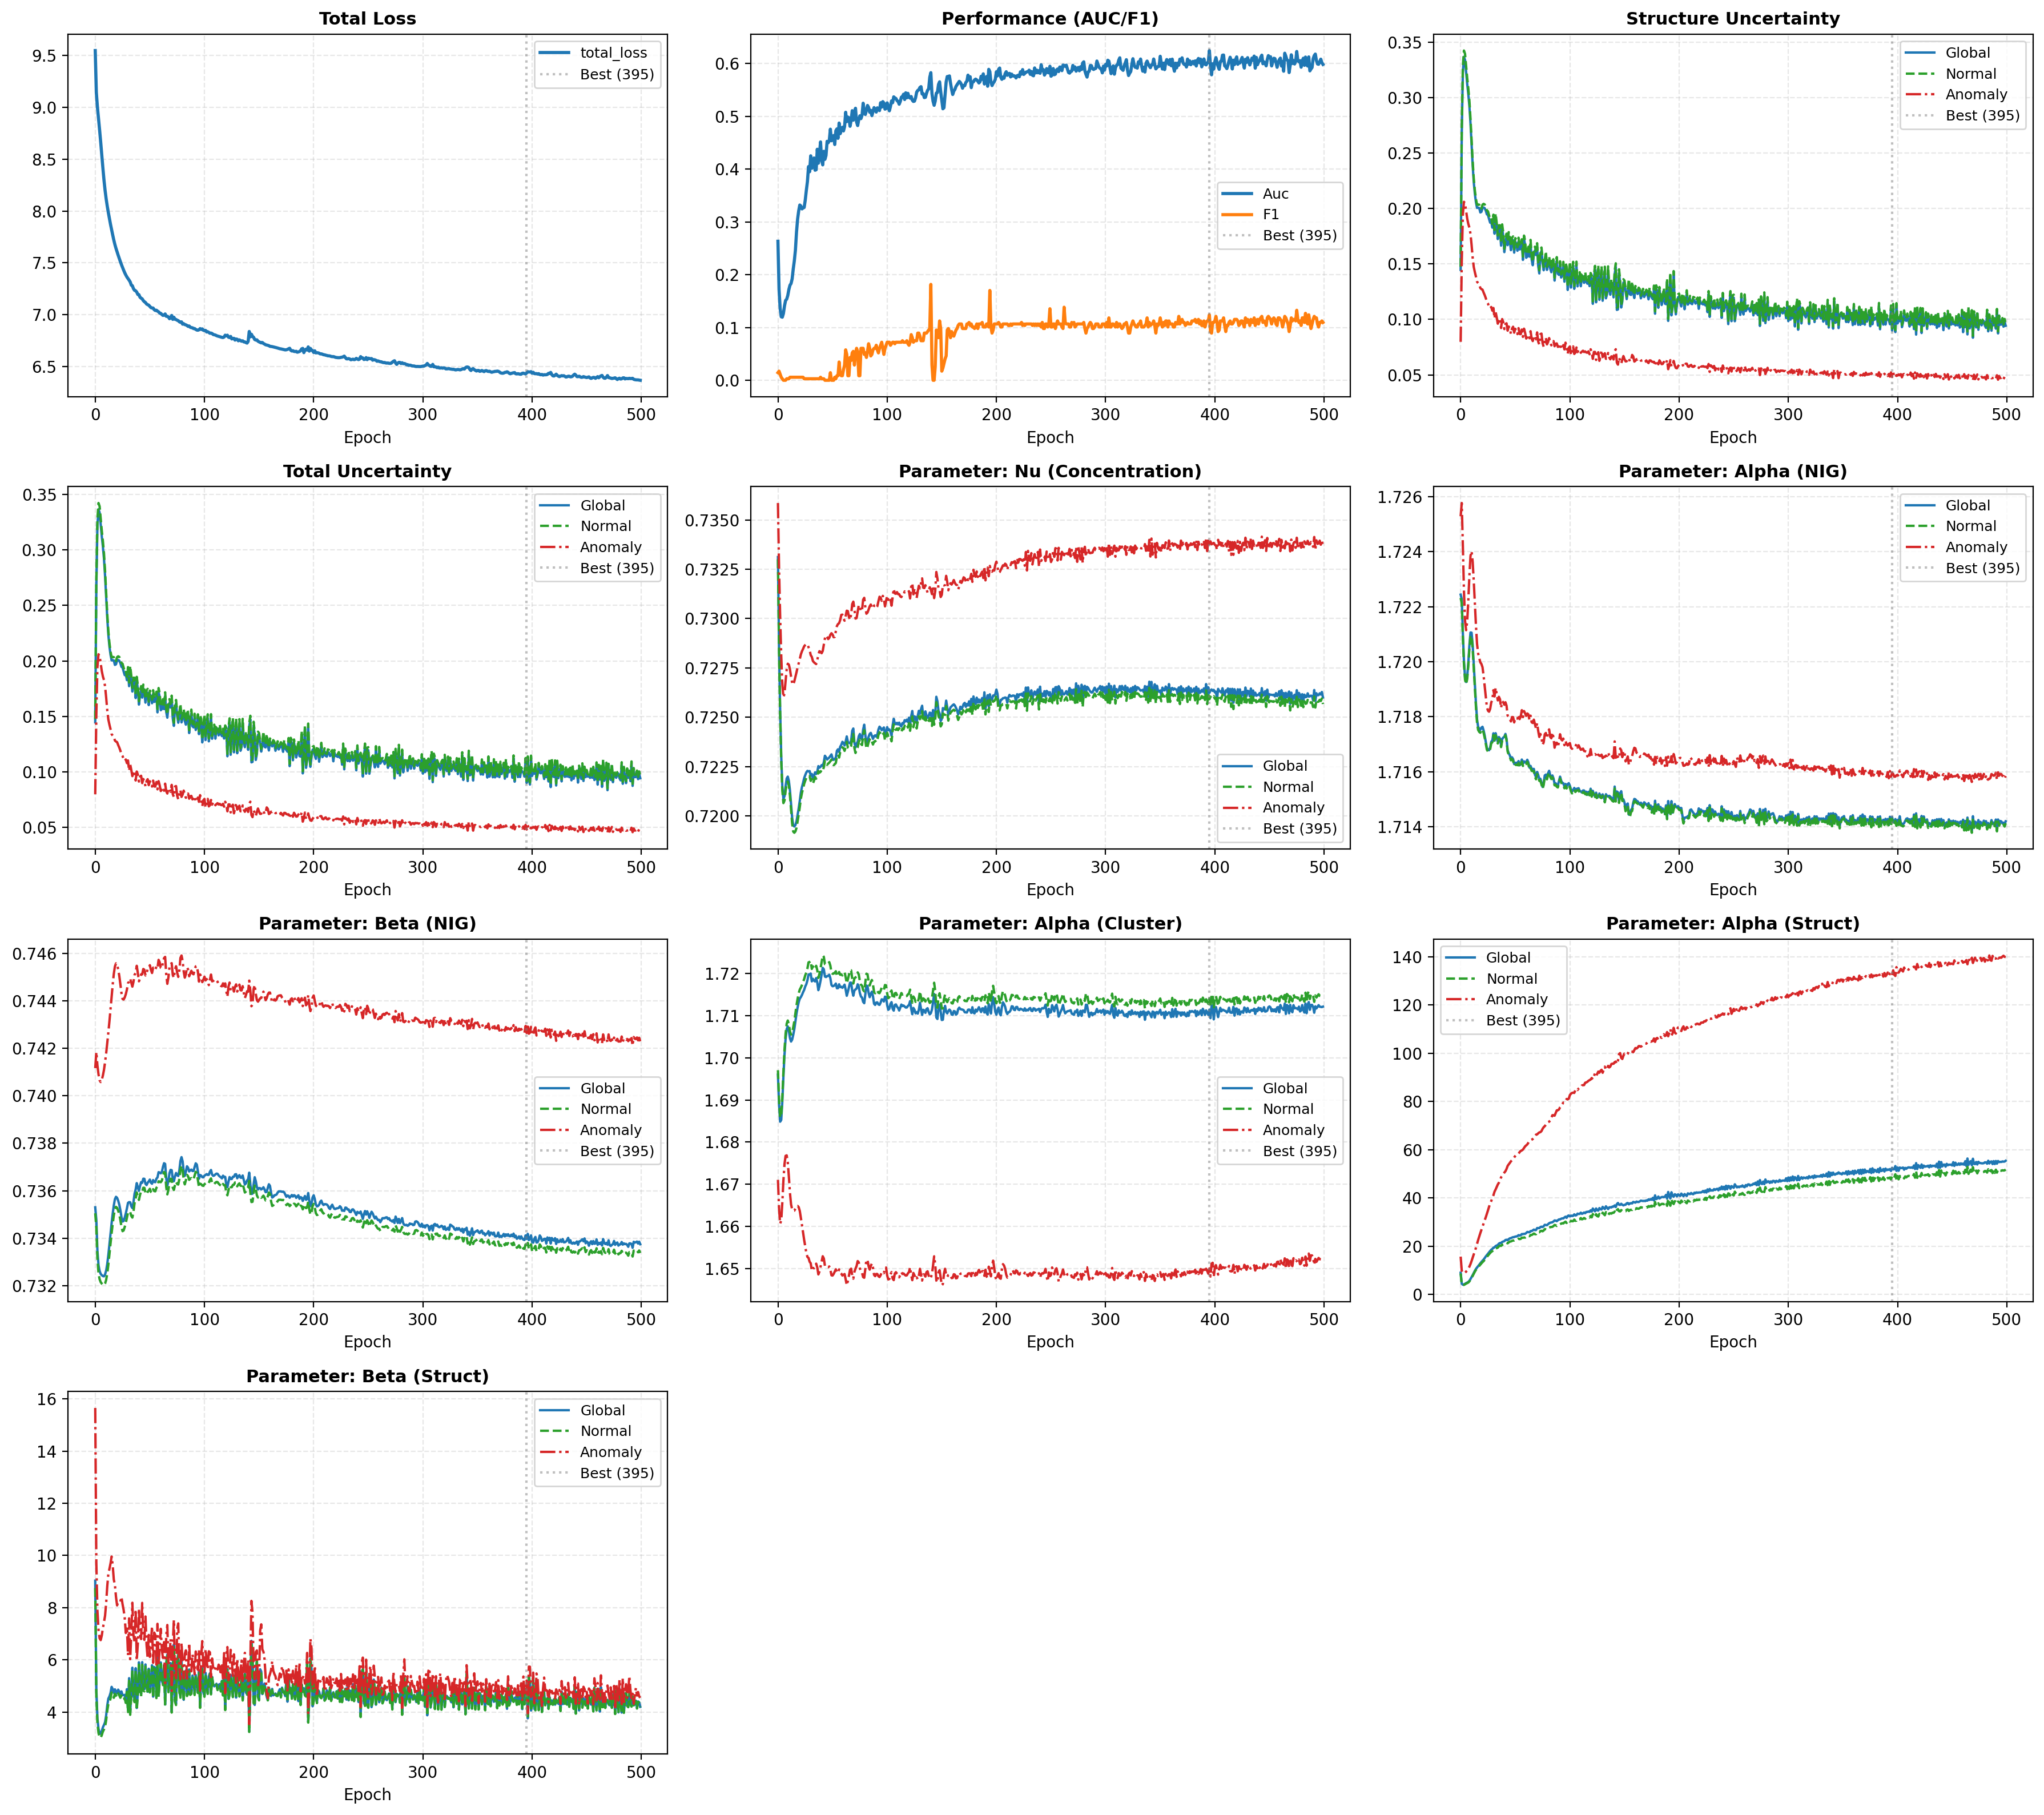 Total Loss
9.5
9.0
8.5
8.0
7.5
7.0
6.5
0
100
200
300
400
500
Epoch
total_loss
Best (395)
Performance (AUC/F1)
0.6
0.5
0.4
0.3
0.2
0.1
0.0
0
100
200
300
400
500
Epoch
Auc
F1
Best (395)
Structure Uncertainty
0.35
0.30
0.25
0.20
0.15
0.10
0.05
0
100
200
300
400
500
Epoch
Global
Normal
Anomaly
Best (395)
Total Uncertainty
0.35
0.30
0.25
0.20
0.15
0.10
0.05
0
100
200
300
400
500
Epoch
Global
Normal
Anomaly
Best (395)
Parameter: Nu (Concentration)
0.7350
0.7325
0.7300
0.7275
0.7250
0.7225
0.7200
0
100
200
300
400
500
Epoch
Global
Normal
Anomaly
Best (395)
Parameter: Alpha (NIG)
1.726
1.724
1.722
1.720
1.718
1.716
1.714
0
100
200
300
400
500
Epoch
Global
Normal
Anomaly
Best (395)
Parameter: Beta (NIG)
0.746
0.744
0.742
0.740
0.738
0.736
0.734
0.732
0
100
200
300
400
500
Epoch
Global
Normal
Anomaly
Best (395)
Parameter: Alpha (Cluster)
1.72
1.71
1.70
1.69
1.68
1.67
1.66
1.65
0
100
200
300
400
500
Epoch
Global
Normal
Anomaly
Best (395)
Parameter: Alpha (Struct)
140
120
100
80
60
40
20
0
0
100
200
300
400
500
Epoch
Global
Normal
Anomaly
Best (395)
Parameter: Beta (Struct)
16
14
12
10
8
6
4
0
100
200
300
400
500
Epoch
Global
Normal
Anomaly
Best (395)